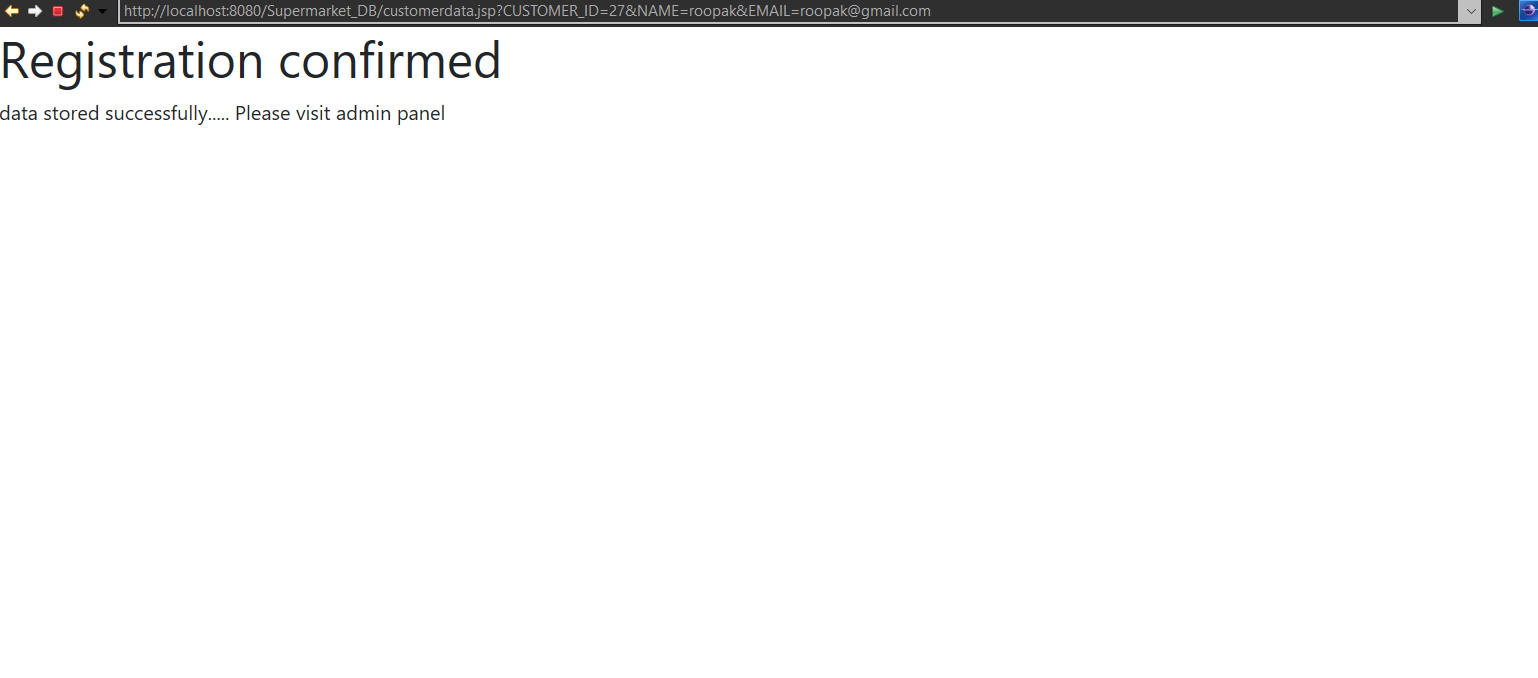 http://localhost:8080/Supermarket_DB/customerdata.jsp?CUSTOMER_ID=27&NAME=roopak&EMAIL=roopak@gmail.com
Registration confirmed
data stored successfully..... Please visit admin panel